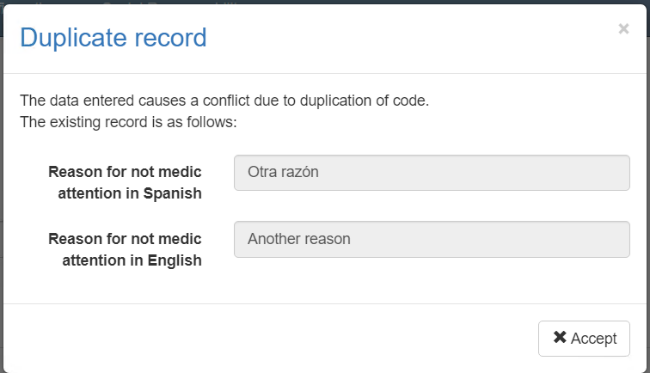 Duplicate record
×
The data entered causes a conflict due to duplication of code.
The existing record is as follows:
Reason for not medic
attention in Spanish
Otra razón
Reason for not medic
attention in English
Another reason
✖ Accept